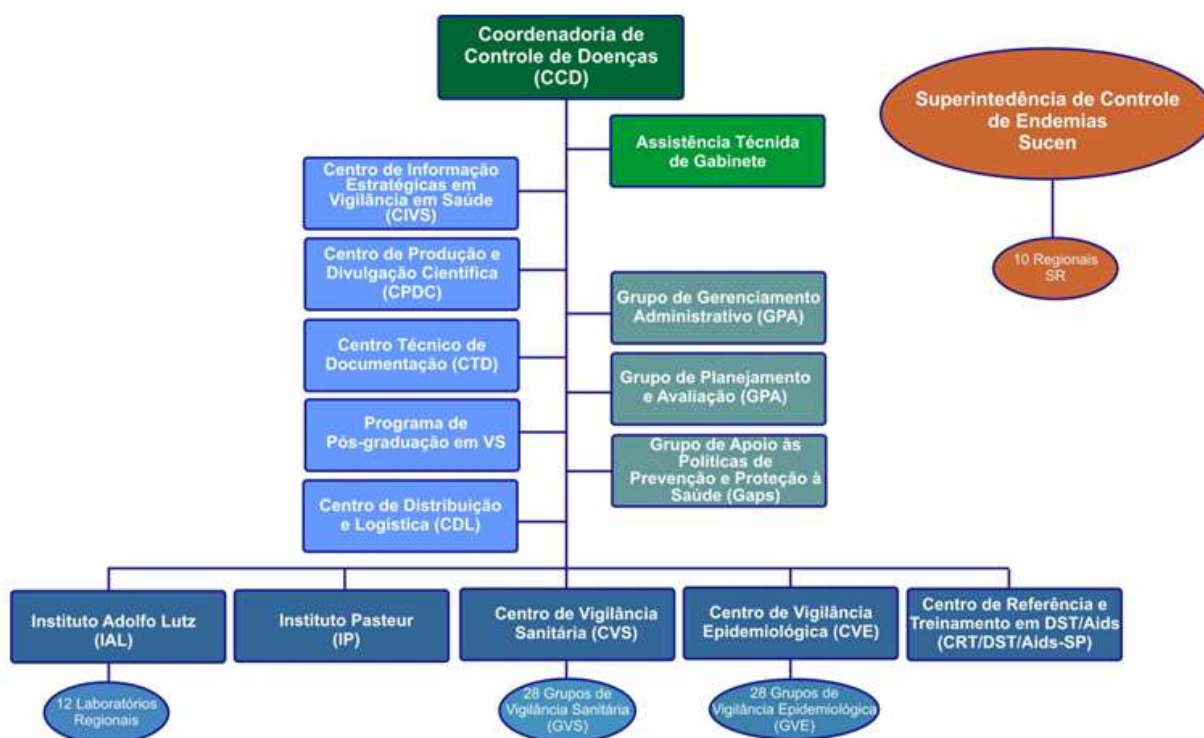 Coordenadoria de
Controle de Doenças
(CCD)
Superintedência de Controle
de Endemias
Sucen
Assistência Técnida
de Gabinete
10 Regionais
SR
Centro de Informação
Estratégicas em
Vigilância em Saúde
(CIVS)
Centro de Produção e
Divulgação Científica
(CPDC)
Centro Técnico de
Documentação (CTD)
Programa de
Pós-graduação em VS
Centro de Distribuição
e Logística (CDL)
Grupo de Gerenciamento
Administrativo (GPA)
Grupo de Planejamento
e Avaliação (GPA)
Grupo de Apoio às
Políticas de
Prevenção e Proteção à
Saúde (Gaps)
Instituto Adolfo Lutz
(IAL)
Instituto Pasteur
(IP)
Centro de Vigilância
Sanitária (CVS)
Centro de Vigilância
Epidemiológica (CVE)
Centro de Referência e
Treinamento em DST/Aids
(CRT/DST/Aids-SP)
12 Laboratórios
Regionais
28 Grupos de
Vigilância Sanitária
(GVS)
28 Grupos de
Vigilância Epidemiológica
(GVE)